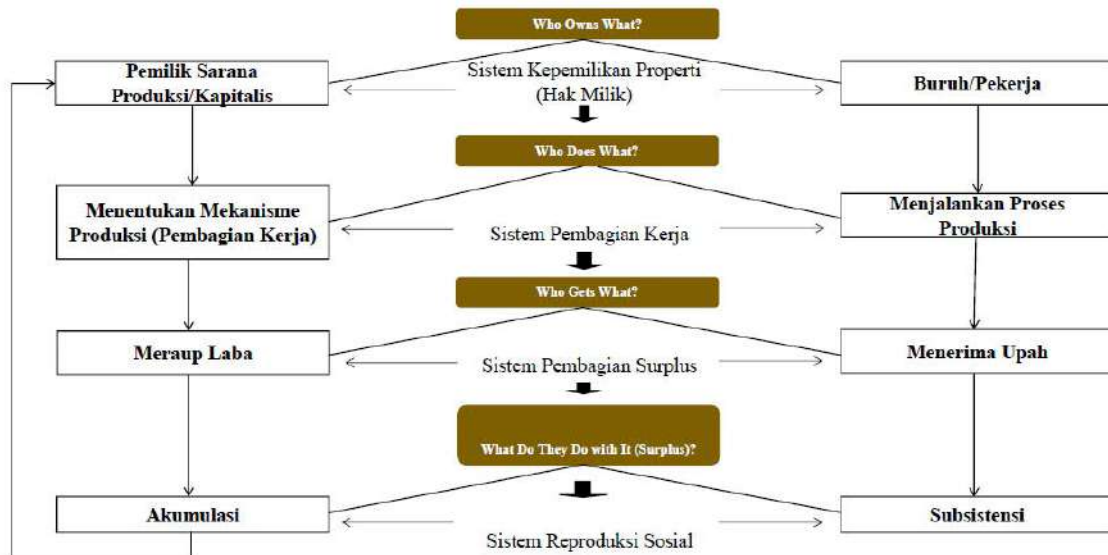 Who Owns What?
Pemilik Sarana
Produksi/Kapitalis
Sistem Kepemilikan Properti
(Hak Milik)
Buruh/Pekerja
Who Does What?
Menentukan Mekanisme
Produksi (Pembagian Kerja)
Sistem Pembagian Kerja
Menjalankan Proses
Produksi
Who Gets What?
Meraup Laba
Sistem Pembagian Surplus
Menerima Upah
What Do They Do with It (Surplus)?
Akumulasi
Sistem Reproduksi Sosial
Subsistensi